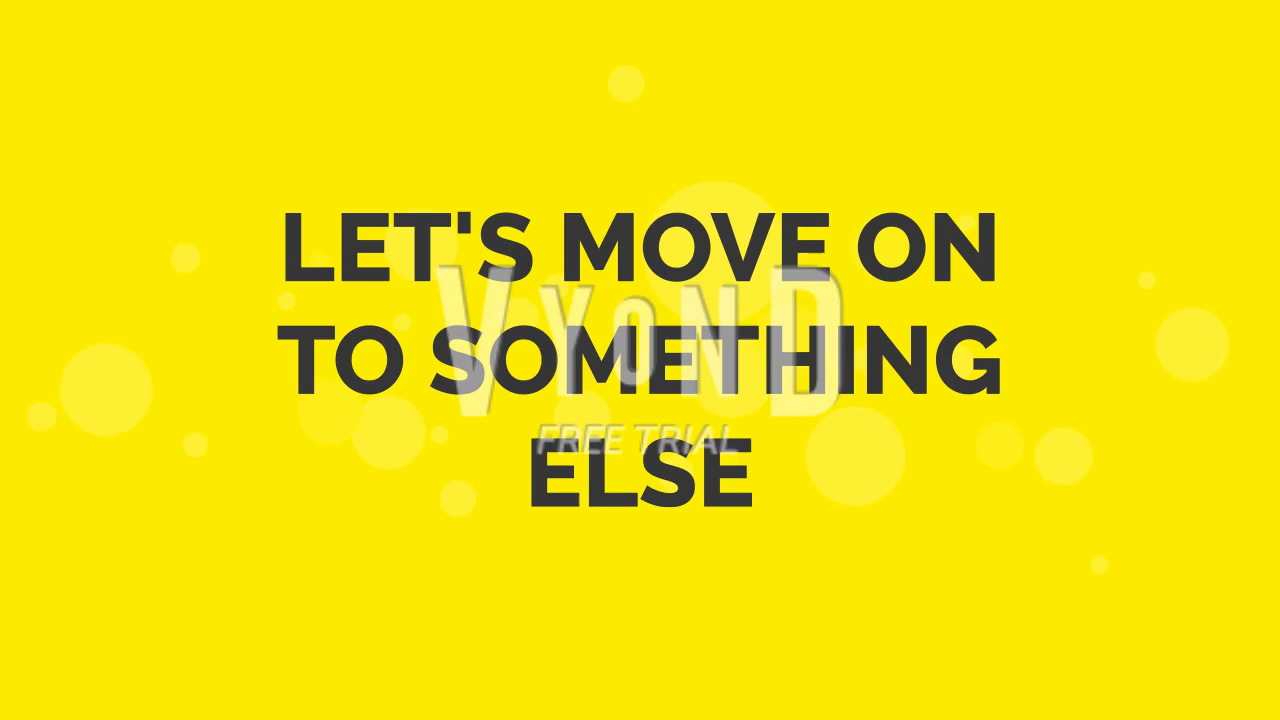 LET'S MOVE ON
TO SOMETHING
ELSE
VYOND
FREE TRIAL